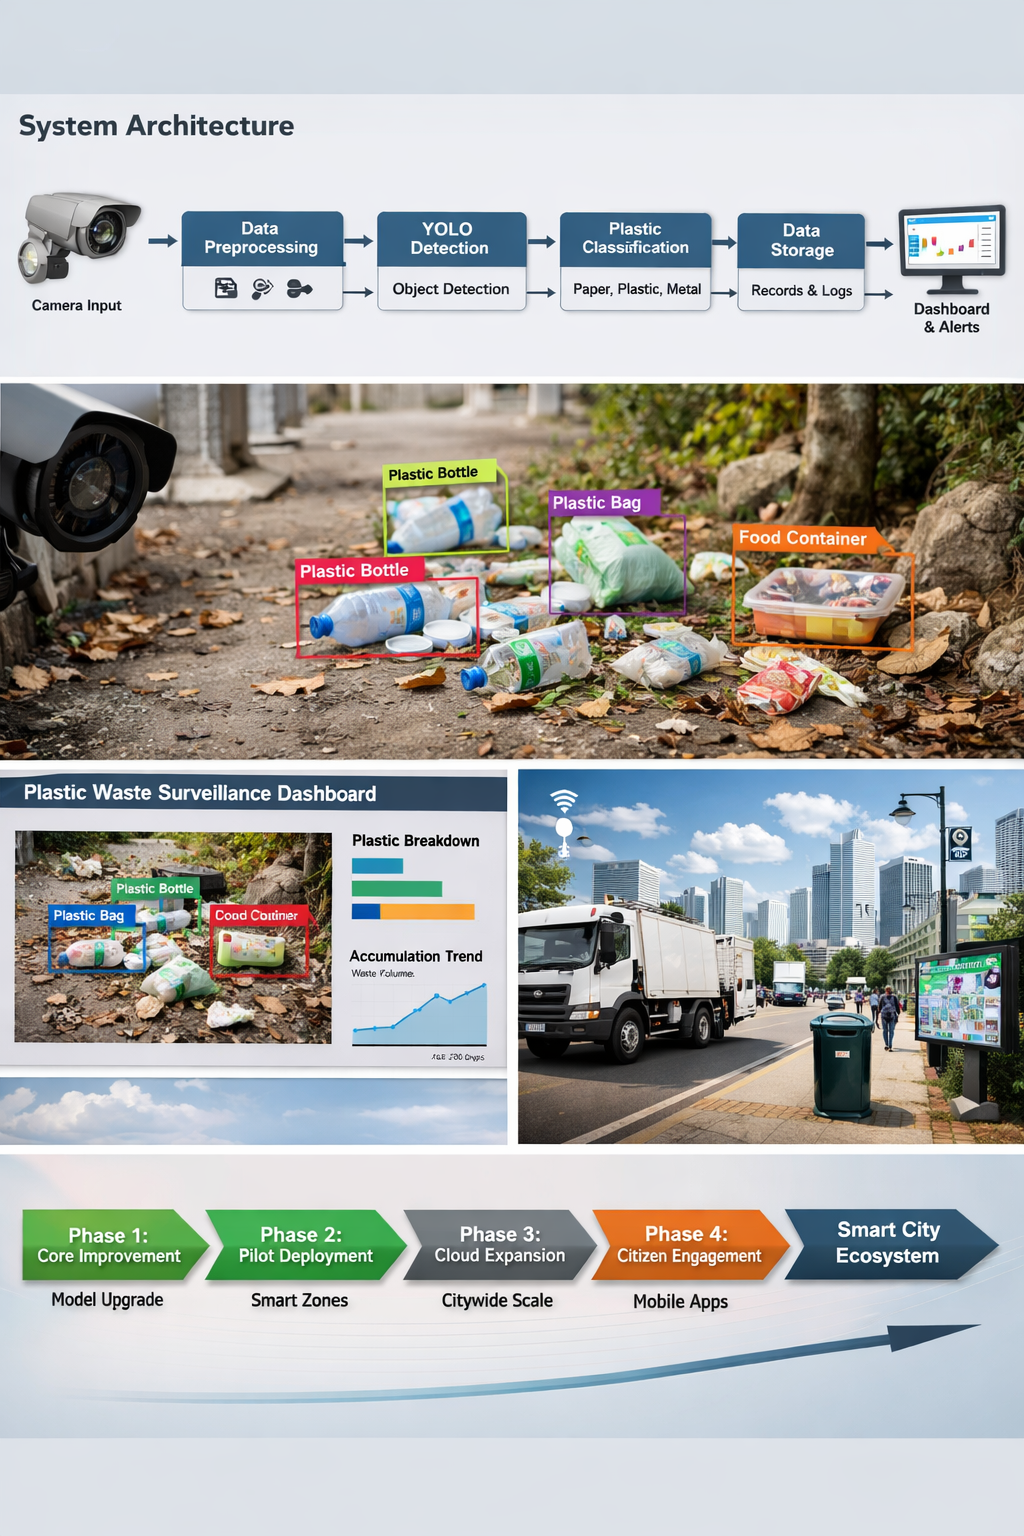 System Architecture
Camera Input
Data
Preprocessing
YOLO
Detection
Object Detection
Plastic
Classification
Paper, Plastic, Metal
Data
Storage
Records & Logs
Dashboard
& Alerts
Plastic Bottle
Plastic Bag
Food Container
Plastic Bottle
Plastic Waste Surveillance Dashboard
Plastic Bottle
Plastic Bag
Plastic Breakdown
Accumulation Trend
Waste
Phase 1:
Core Improvement
Model Upgrade
Phase 2:
Pilot Deployment
Smart Zones
Phase 3:
Cloud Expansion
Citywide Scale
Phase 4:
Citizen Engagement
Mobile Apps
Smart City
Ecosystem